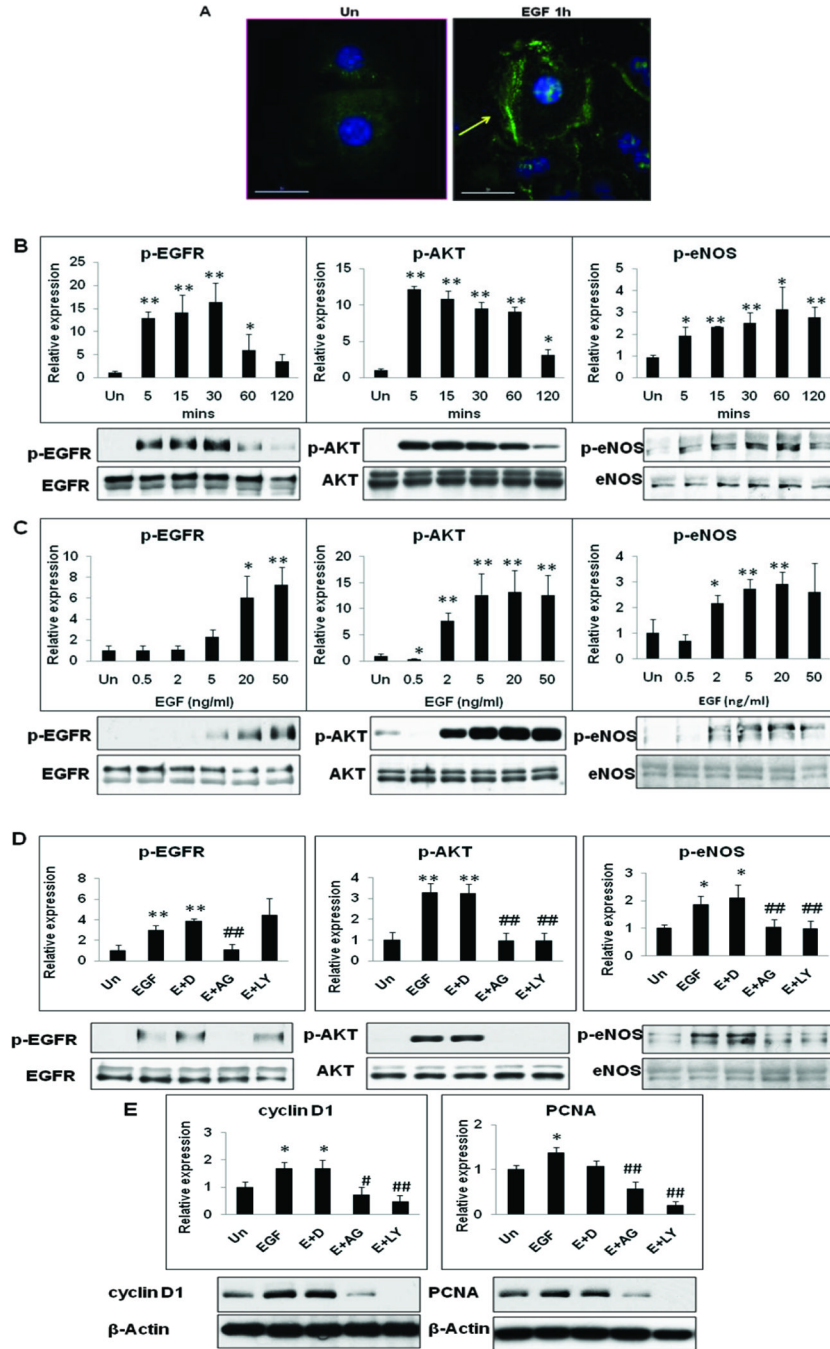 A Un EGF 1h
B p-EGFR p-AKT p-eNOS
Relative expression Relative expression Relative expression
25 20 15 10 5 0
15 10 5 0
5 4 3 2 1 0
** ** ** *
** ** ** ** *
* ** ** * **
Un 5 15 30 60 120 Un 5 15 30 60 120 Un 5 15 30 60 120
mins mins mins
p-EGFR p-AKT p-eNOS
EGFR AKT eNOS
C p-EGFR p-AKT p-eNOS
Relative expression Relative expression Relative expression
10 8 6 4 2 0
20 15 10 5 0
4 3 2 1 0
* **
* ** ** ** **
* ** **
Un 0.5 2 5 20 50 Un 0.5 2 5 20 50 Un 0.5 2 5 20 50
EGF (ng/ml) EGF (ng/ml) EGF (ng/ml)
p-EGFR p-AKT p-eNOS
EGFR AKT eNOS
D p-EGFR p-AKT p-eNOS
Relative expression Relative expression Relative expression
8 6 4 2 0
5 4 3 2 1 0
3 2 1 0
** ** ##
** ** ## ##
* * ## ##
Un EGF E+D E+AG E+LY Un EGF E+D E+AG E+LY Un EGF E+D E+AG E+LY
p-EGFR p-AKT p-eNOS
EGFR AKT eNOS
E cyclin D1 PCNA
Relative expression Relative expression
3 2 1 0
2 1 0
* * # ##
* ## ##
Un EGF E+D E+AG E+LY Un EGF E+D E+AG E+LY
cyclin D1 PCNA
β-Actin β-Actin